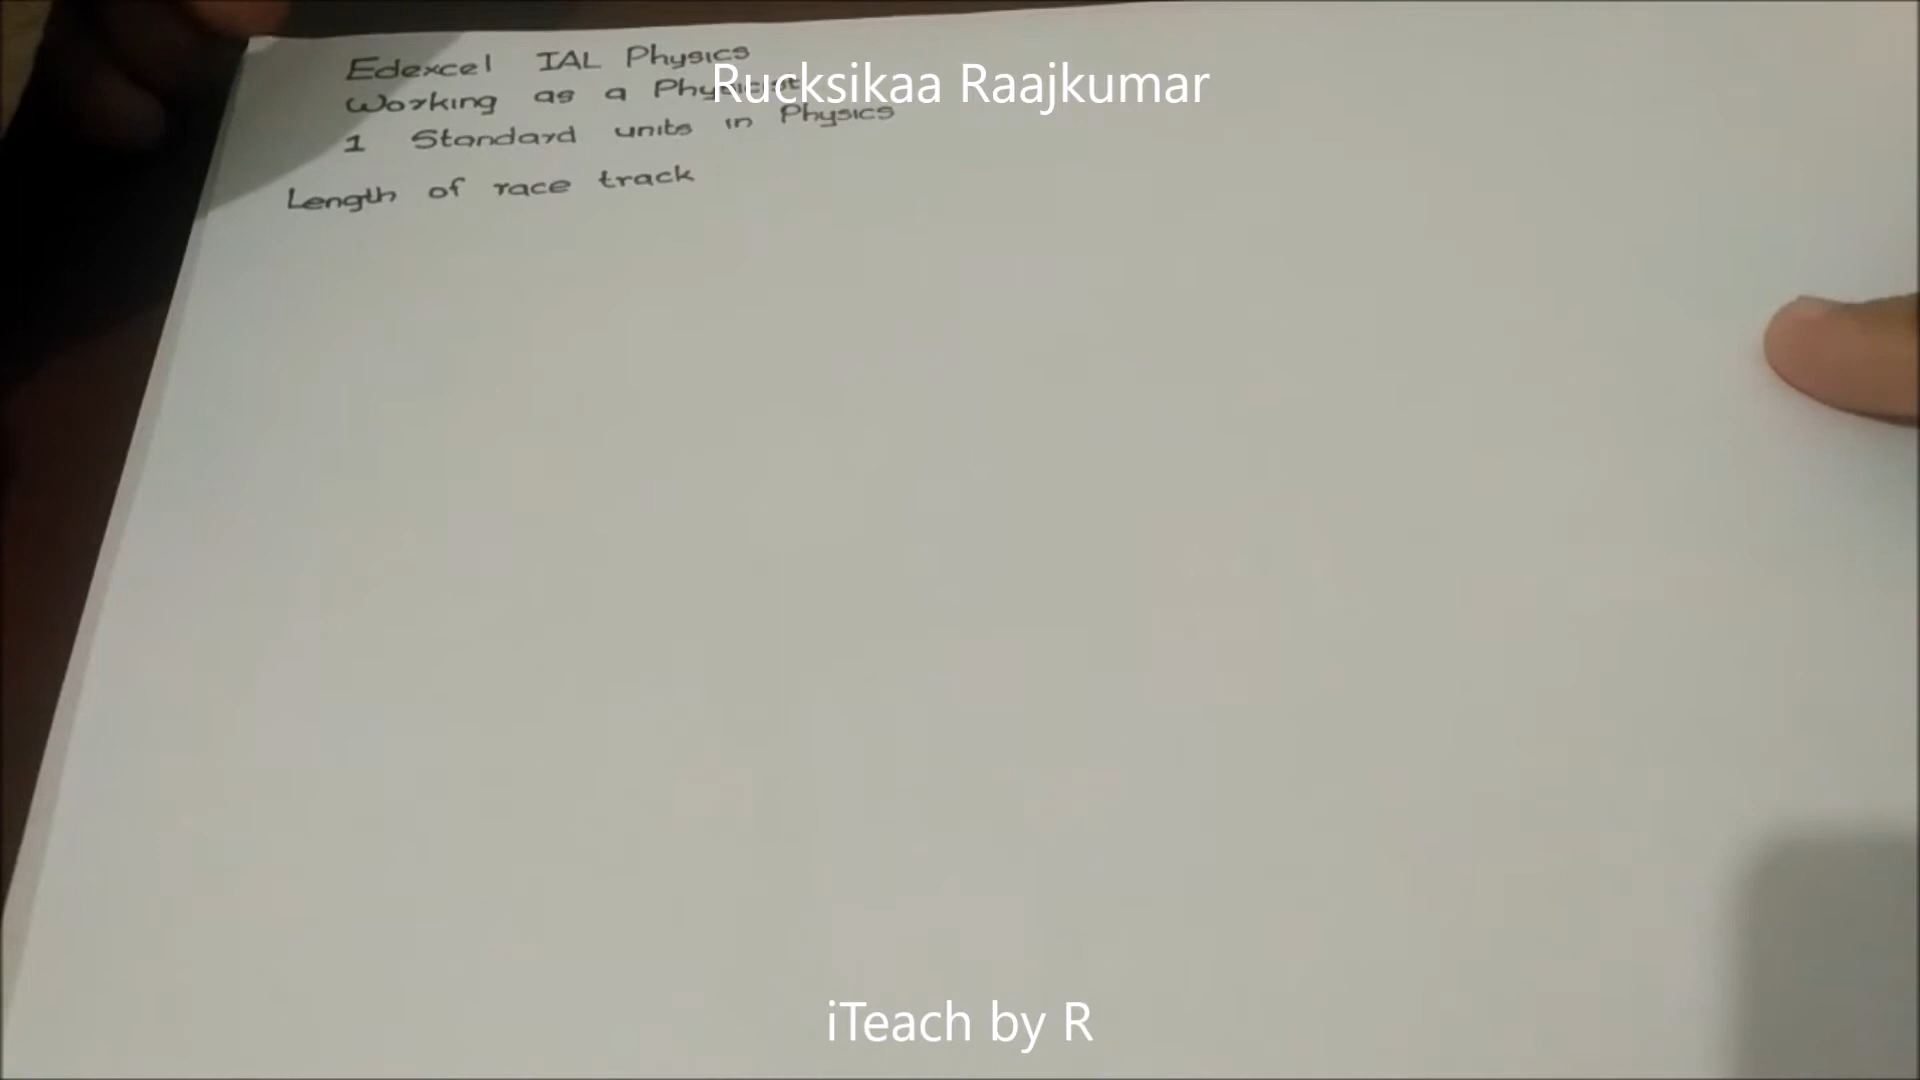 Edexcel IAL Physics
Rucksikaa Raajkumar
Working as a
1 Standard units in Physics
Length of race track
iTeach by R